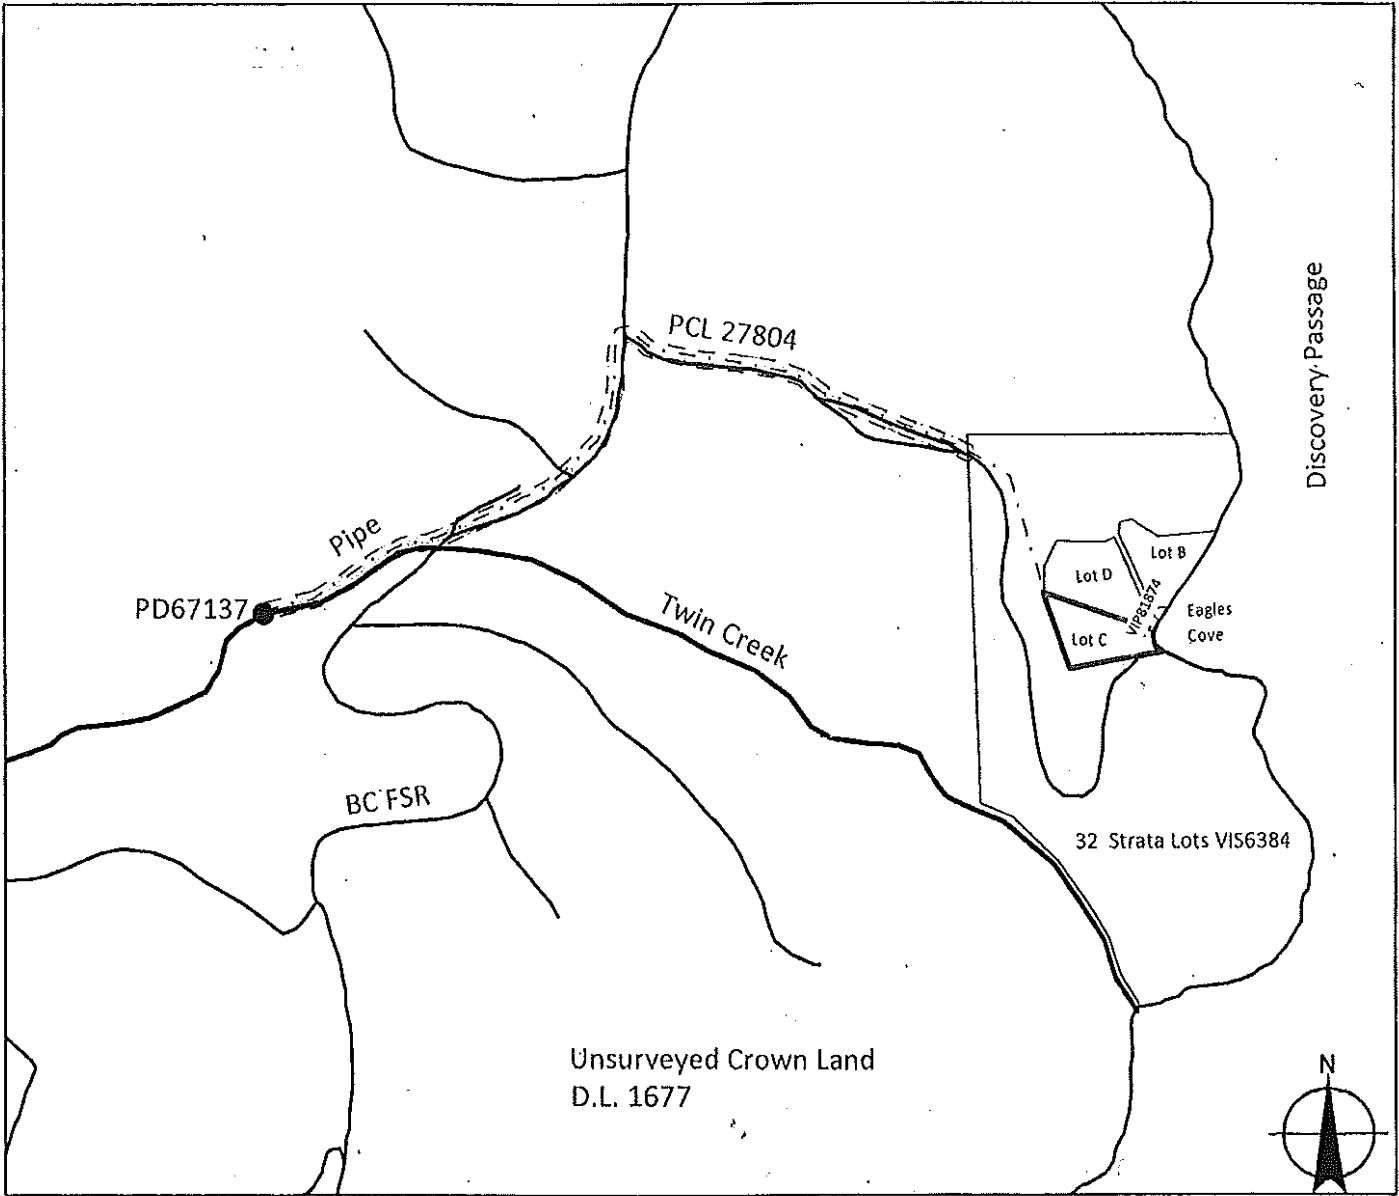 PCL 27804
Discovery Passage
Pipe
Lot B
Lot D
VIP81874
PD67137
Eagles
Cove
Lot C
Twin Creek
BC FSR
32 Strata Lots VIS6384
Unsurveyed Crown Land
D.L. 1677
N